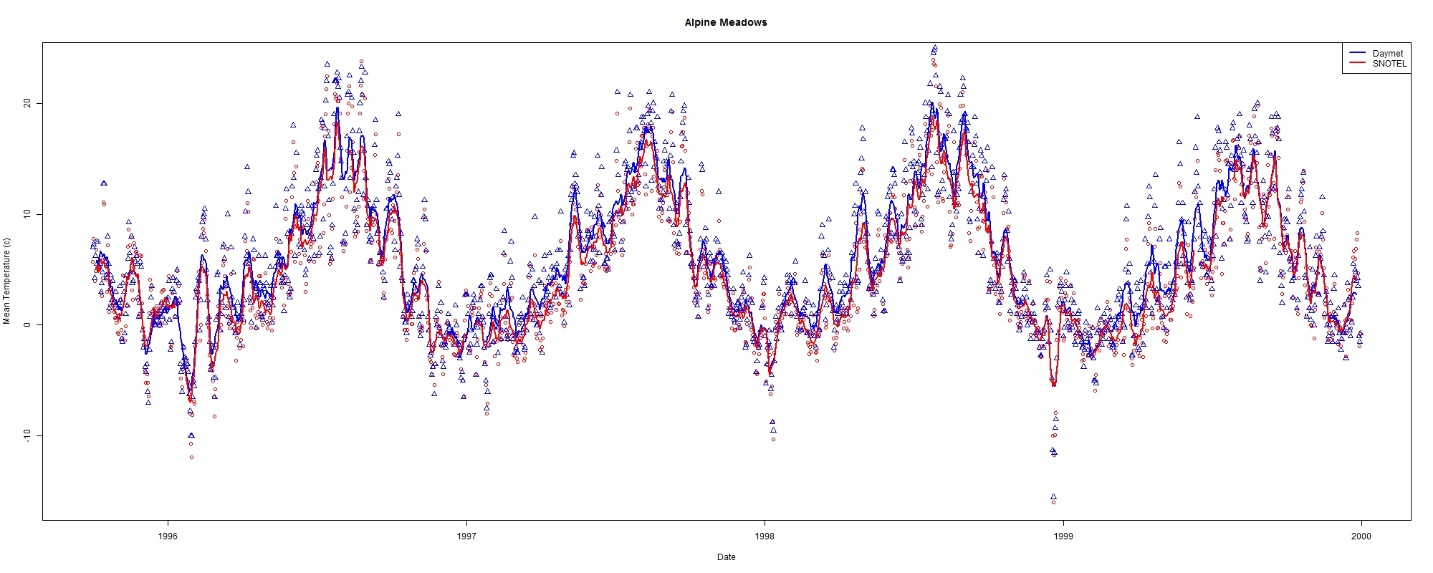 Alpine Meadows
Daymet
SNOTEL
20
10
0
-10
Mean Temperature (c)
1996
1997
1998
1999
2000
Date